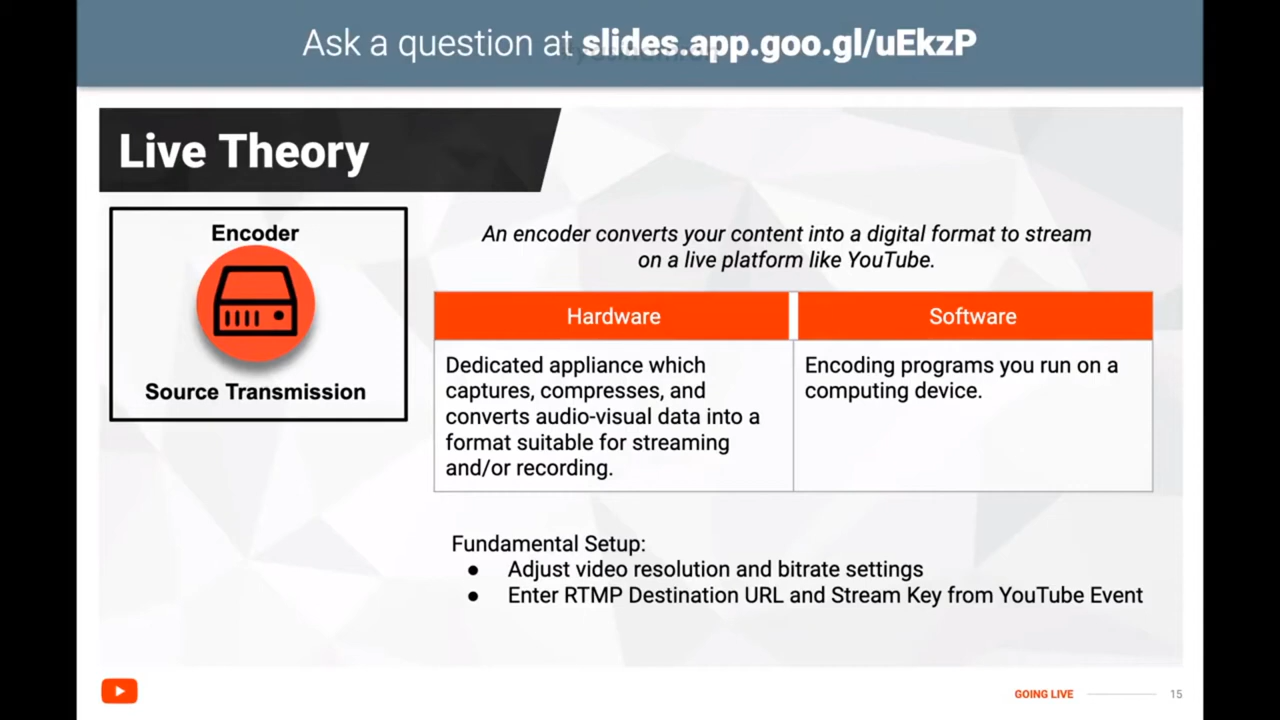 Ask a question at slides.app.goo.gl/uEkzP
Live Theory
Encoder
Source Transmission
An encoder converts your content into a digital format to stream
on a live platform like YouTube.
Hardware
Software
Dedicated appliance which
captures, compresses, and
converts audio-visual data into a
format suitable for streaming
and/or recording.
Encoding programs you run on a
computing device.
Fundamental Setup:
● Adjust video resolution and bitrate settings
● Enter RTMP Destination URL and Stream Key from YouTube Event
GOING LIVE
15